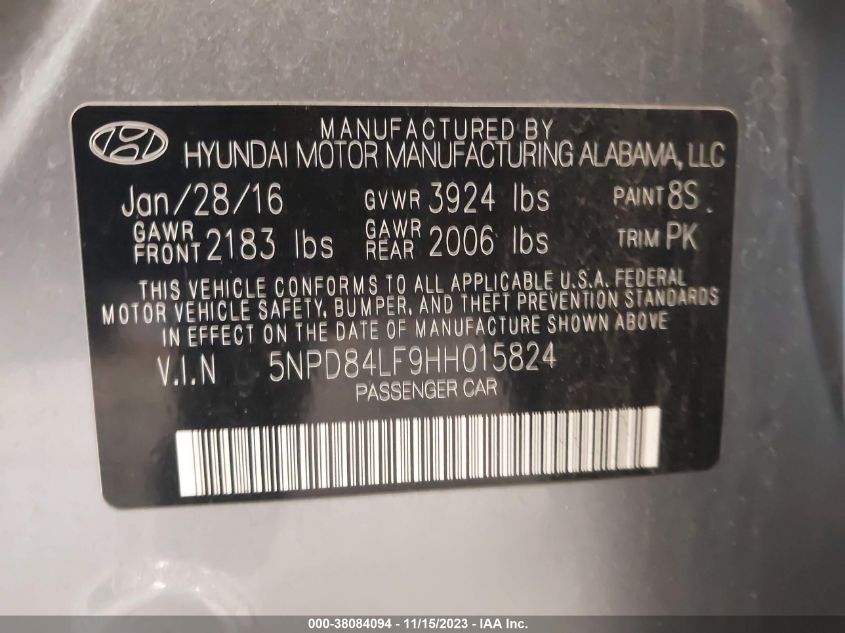 MANUFACTURED BY
HYUNDAI MOTOR MANUFACTURING ALABAMA, LLC
Jan/28/16 GVWR 3924 lbs PAINT 8S
GAWR FRONT 2183 lbs GAWR REAR 2006 lbs TRIM PK
THIS VEHICLE CONFORMS TO ALL APPLICABLE U.S.A. FEDERAL
MOTOR VEHICLE SAFETY, BUMPER, AND THEFT PREVENTION STANDARDS
IN EFFECT ON THE DATE OF MANUFACTURE SHOWN ABOVE
V.I.N 5NPD84LF9HH015824
PASSENGER CAR
000-38084094 - 11/15/2023 - IAA Inc.